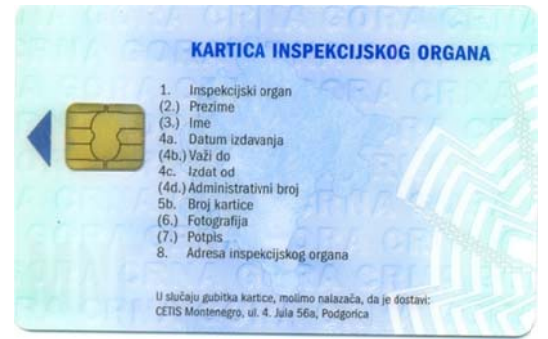 KARTICA INSPEKCIJSKOG ORGANA
1. Inspekcijski organ
(2.) Prezime
(3.) Ime
4a. Datum izdavanja
(4b.) Važi do
4c. Izdat od
(4d.) Administrativni broj
5b. Broj kartice
(6.) Fotografija
(7.) Potpis
8. Adresa inspekcijskog organa
U slučaju gubitka kartice, molimo nalazača, da je dostavi:
CETIS Montenegro, ul. 4. Jula 56a, Podgorica